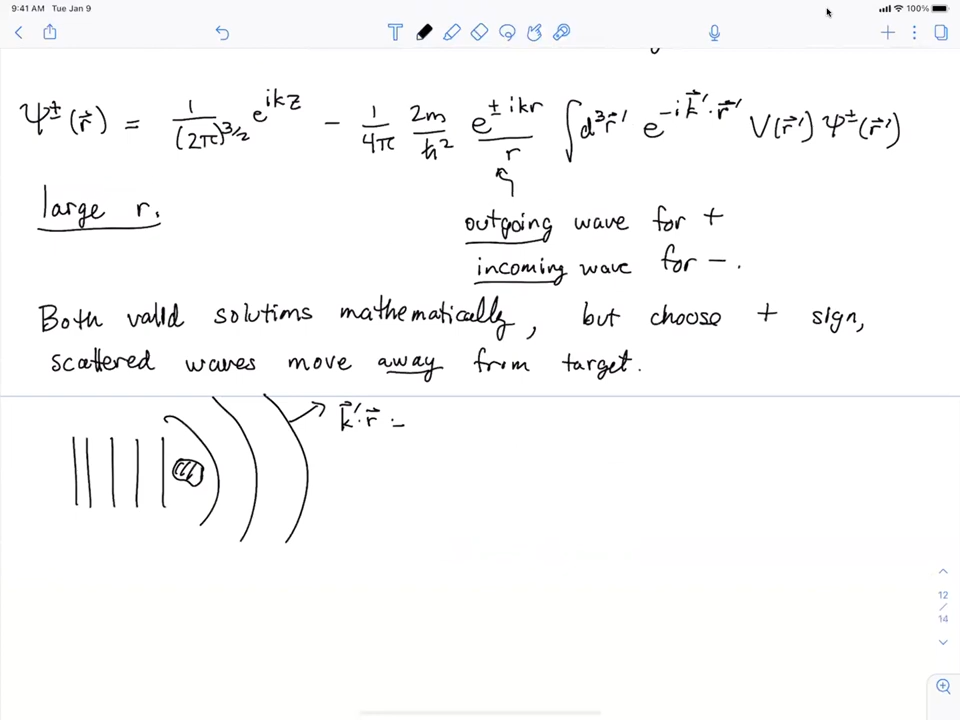 9:41 AM Tue Jan 9
100%
Ψ±(r⃗) = 1/(2π)^3/2 e^ikz − 1/4π 2m/ħ² e^±ikr/r ∫d³r⃗′ e^−ik⃗′·r⃗′ V(r⃗′) Ψ±(r⃗′)
large r.
outgoing wave for +
incoming wave for − .
Both valid solutions mathematically, but choose + sign,
scattered waves move away from target.
k⃗′·r⃗ =
12
/
14